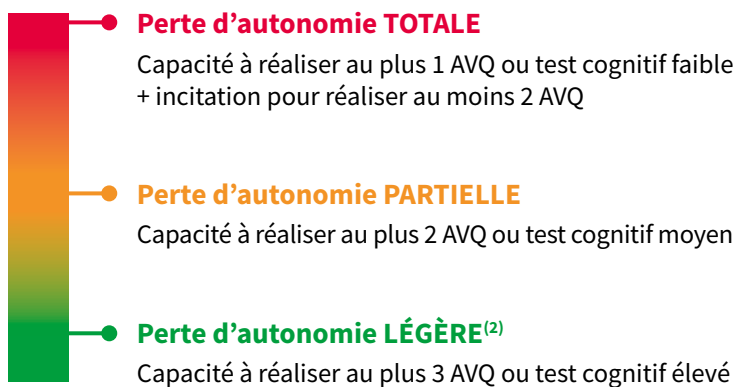 Perte d’autonomie TOTALE
Capacité à réaliser au plus 1 AVQ ou test cognitif faible
+ incitation pour réaliser au moins 2 AVQ
Perte d’autonomie PARTIELLE
Capacité à réaliser au plus 2 AVQ ou test cognitif moyen
Perte d’autonomie LÉGÈRE(2)
Capacité à réaliser au plus 3 AVQ ou test cognitif élevé